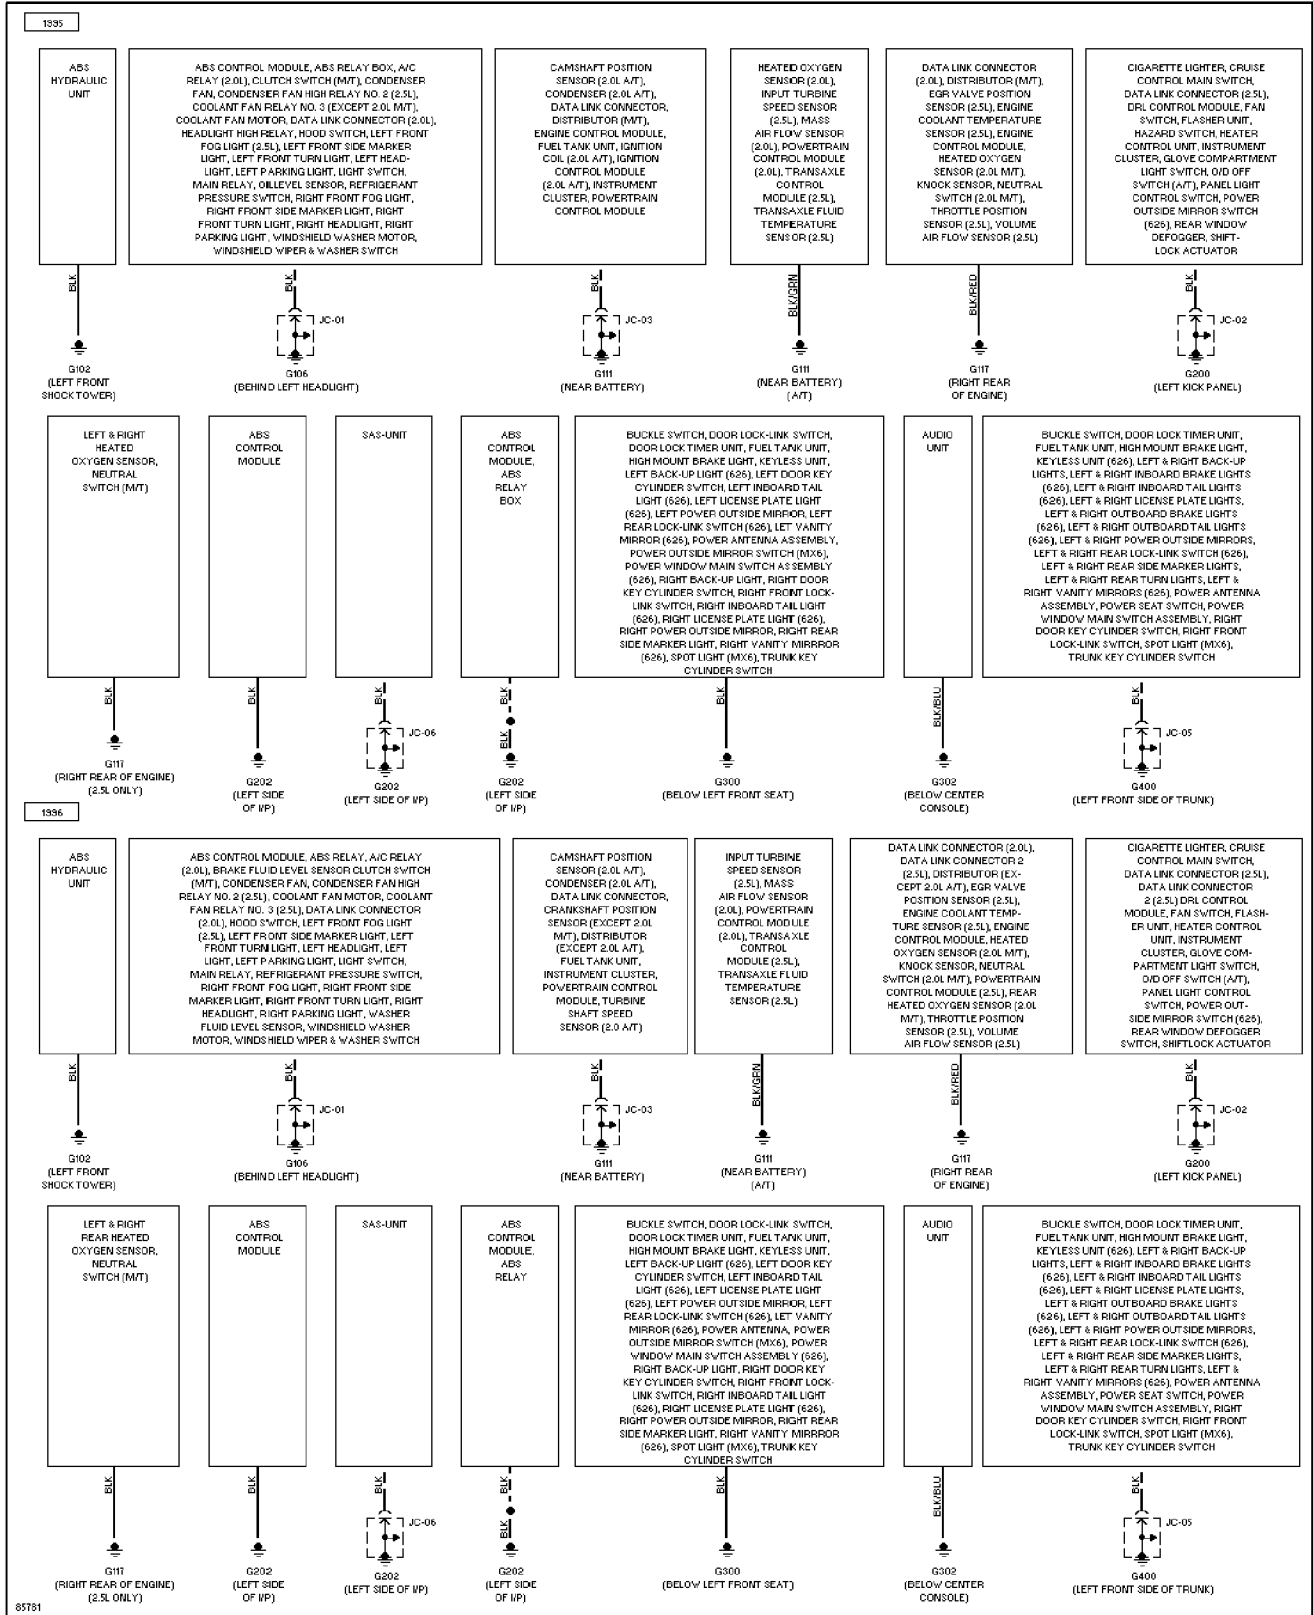 1995
ABS
HYDRAULIC
UNIT
ABS CONTROL MODULE, ABS RELAY BOX, A/C
RELAY (2.0L), CLUTCH SWITCH (M/T), CONDENSER
FAN, CONDENSER FAN HIGH RELAY NO. 2 (2.5L),
COOLANT FAN RELAY NO. 3 (EXCEPT 2.0L M/T),
COOLANT FAN MOTOR, DATA LINK CONNECTOR (2.0L),
HEADLIGHT HIGH RELAY, HOOD SWITCH, LEFT FRONT
FOG LIGHT (2.5L), LEFT FRONT SIDE MARKER
LIGHT, LEFT FRONT TURN LIGHT, LEFT HEAD-
LIGHT, LEFT PARKING LIGHT, LIGHT SWITCH,
MAIN RELAY, OILLEVEL SENSOR, REFRIGERANT
PRESSURE SWITCH, RIGHT FRONT FOG LIGHT,
RIGHT FRONT SIDE MARKER LIGHT, RIGHT
FRONT TURN LIGHT, RIGHT HEADLIGHT, RIGHT
PARKING LIGHT, WINDSHIELD WASHER MOTOR,
WINDSHIELD WIPER & WASHER SWITCH
CAMSHAFT POSITION
SENSOR (2.0L A/T),
CONDENSER (2.0L A/T),
DATA LINK CONNECTOR,
DISTRIBUTOR (M/T),
ENGINE CONTROL MODULE,
FUEL TANK UNIT, IGNITION
COIL (2.0L A/T), IGNITION
CONTROL MODULE
(2.0L A/T), INSTRUMENT
CLUSTER, POWERTRAIN
CONTROL MODULE
HEATED OXYGEN
SENSOR (2.0L),
INPUT TURBINE
SPEED SENSOR
(2.5L), MASS
AIR FLOW SENSOR
(2.0L), POWERTRAIN
CONTROL MODULE
(2.0L), TRANSAXLE
CONTROL
MODULE (2.5L),
TRANSAXLE FLUID
TEMPERATURE
SENSOR (2.5L)
DATA LINK CONNECTOR
(2.0L), DISTRIBUTOR (M/T),
EGR VALVE POSITION
SENSOR (2.5L), ENGINE
COOLANT TEMPERATURE
SENSOR (2.5L), ENGINE
CONTROL MODULE,
HEATED OXYGEN
SENSOR (2.0L M/T),
KNOCK SENSOR, NEUTRAL
SWITCH (2.0L M/T),
THROTTLE POSITION
SENSOR (2.5L), VOLUME
AIR FLOW SENSOR (2.5L)
CIGARETTE LIGHTER, CRUISE
CONTROL MAIN SWITCH,
DATA LINK CONNECTOR (2.5L),
DRL CONTROL MODULE, FAN
SWITCH, FLASHER UNIT,
HAZARD SWITCH, HEATER
CONTROL UNIT, INSTRUMENT
CLUSTER, GLOVE COMPARTMENT
LIGHT SWITCH, O/D OFF
SWITCH (A/T), PANEL LIGHT
CONTROL SWITCH, POWER
OUTSIDE MIRROR SWITCH
(626), REAR WINDOW
DEFOGGER, SHIFT-
LOCK ACTUATOR
BLK
BLK
BLK
BLK/GRN
BLK/RED
BLK
JC-01
JC-03
JC-02
G102
(LEFT FRONT
SHOCK TOWER)
G106
(BEHIND LEFT HEADLIGHT)
G111
(NEAR BATTERY)
G111
(NEAR BATTERY)
(A/T)
G117
(RIGHT REAR
OF ENGINE)
G200
(LEFT KICK PANEL)
LEFT & RIGHT
HEATED
OXYGEN SENSOR,
NEUTRAL
SWITCH (M/T)
ABS
CONTROL
MODULE
SAS-UNIT
ABS
CONTROL
MODULE,
ABS
RELAY
BOX
BUCKLE SWITCH, DOOR LOCK-LINK SWITCH,
DOOR LOCK TIMER UNIT, FUEL TANK UNIT,
HIGH MOUNT BRAKE LIGHT, KEYLESS UNIT,
LEFT BACK-UP LIGHT (626), LEFT DOOR KEY
CYLINDER SWITCH, LEFT INBOARD TAIL
LIGHT (626), LEFT LICENSE PLATE LIGHT
(626), LEFT POWER OUTSIDE MIRROR, LEFT
REAR LOCK-LINK SWITCH (626), LET VANITY
MIRROR (626), POWER ANTENNA ASSEMBLY,
POWER OUTSIDE MIRROR SWITCH (MX6),
POWER WINDOW MAIN SWITCH ASSEMBLY
(626), RIGHT BACK-UP LIGHT, RIGHT DOOR
KEY CYLINDER SWITCH, RIGHT FRONT LOCK-
LINK SWITCH, RIGHT INBOARD TAIL LIGHT
(626), RIGHT LICENSE PLATE LIGHT (626),
RIGHT POWER OUTSIDE MIRROR, RIGHT REAR
SIDE MARKER LIGHT, RIGHT VANITY MIRRROR
(626), SPOT LIGHT (MX6), TRUNK KEY
CYLINDER SWITCH
AUDIO
UNIT
BUCKLE SWITCH, DOOR LOCK TIMER UNIT,
FUEL TANK UNIT, HIGH MOUNT BRAKE LIGHT,
KEYLESS UNIT (626), LEFT & RIGHT BACK-UP
LIGHTS, LEFT & RIGHT INBOARD BRAKE LIGHTS
(626), LEFT & RIGHT INBOARD TAIL LIGHTS
(626), LEFT & RIGHT LICENSE PLATE LIGHTS,
LEFT & RIGHT OUTBOARD BRAKE LIGHTS
(626), LEFT & RIGHT OUTBOARD TAIL LIGHTS
(626), LEFT & RIGHT POWER OUTSIDE MIRRORS,
LEFT & RIGHT REAR LOCK-LINK SWITCH (626),
LEFT & RIGHT REAR SIDE MARKER LIGHTS,
LEFT & RIGHT REAR TURN LIGHTS, LEFT &
RIGHT VANITY MIRRORS (626), POWER ANTENNA
ASSEMBLY, POWER SEAT SWITCH, POWER
WINDOW MAIN SWITCH ASSEMBLY, RIGHT
DOOR KEY CYLINDER SWITCH, RIGHT FRONT
LOCK-LINK SWITCH, SPOT LIGHT (MX6),
TRUNK KEY CYLINDER SWITCH
BLK
BLK
BLK
BLK
BLK
BLK
BLK/BLU
BLK
JC-06
JC-05
G117
(RIGHT REAR OF ENGINE)
(2.5L ONLY)
G202
(LEFT SIDE
OF I/P)
G202
(LEFT SIDE OF I/P)
G202
(LEFT SIDE
OF I/P)
G300
(BELOW LEFT FRONT SEAT)
G302
(BELOW CENTER
CONSOLE)
G400
(LEFT FRONT SIDE OF TRUNK)
1996
ABS
HYDRAULIC
UNIT
ABS CONTROL MODULE, ABS RELAY, A/C RELAY
(2.0L), BRAKE FLUID LEVEL SENSOR CLUTCH SWITCH
(M/T), CONDENSER FAN, CONDENSER FAN HIGH
RELAY NO. 2 (2.5L), COOLANT FAN MOTOR, COOLANT
FAN RELAY NO. 3 (2.5L), DATA LINK CONNECTOR
(2.0L), HOOD SWITCH, LEFT FRONT FOG LIGHT
(2.5L), LEFT FRONT SIDE MARKER LIGHT, LEFT
FRONT TURN LIGHT, LEFT HEADLIGHT, LEFT
LIGHT, LEFT PARKING LIGHT, LIGHT SWITCH,
MAIN RELAY, REFRIGERANT PRESSURE SWITCH,
RIGHT FRONT FOG LIGHT, RIGHT FRONT SIDE
MARKER LIGHT, RIGHT FRONT TURN LIGHT, RIGHT
HEADLIGHT, RIGHT PARKING LIGHT, WASHER
FLUID LEVEL SENSOR, WINDSHIELD WASHER
MOTOR, WINDSHIELD WIPER & WASHER SWITCH
CAMSHAFT POSITION
SENSOR (2.0L A/T),
CONDENSER (2.0L A/T),
DATA LINK CONNECTOR,
CRANKSHAFT POSITION
SENSOR (EXCEPT 2.0L
M/T), DISTRIBUTOR
(EXCEPT 2.0L A/T),
FUEL TANK UNIT,
INSTRUMENT CLUSTER,
POWERTRAIN CONTROL
MODULE, TURBINE
SHAFT SPEED
SENSOR (2.0 A/T)
INPUT TURBINE
SPEED SENSOR
(2.5L), MASS
AIR FLOW SENSOR
(2.0L), POWERTRAIN
CONTROL MODULE
(2.0L), TRANSAXLE
CONTROL
MODULE (2.5L),
TRANSAXLE FLUID
TEMPERATURE
SENSOR (2.5L)
DATA LINK CONNECTOR (2.0L),
DATA LINK CONNECTOR 2
(2.5L), DISTRIBUTOR (EX-
CEPT 2.0L A/T), EGR VALVE
POSITION SENSOR (2.5L),
ENGINE COOLANT TEMP-
TURE SENSOR (2.5L), ENGINE
CONTROL MODULE, HEATED
OXYGEN SENSOR (2.0L M/T),
KNOCK SENSOR, NEUTRAL
SWITCH (2.0L M/T), POWERTRAIN
CONTROL MODULE (2.5L), REAR
HEATED OXYGEN SENSOR (2.0L
M/T), THROTTLE POSITION
SENSOR (2.5L), VOLUME
AIR FLOW SENSOR (2.5L)
CIGARETTE LIGHTER, CRUISE
CONTROL MAIN SWITCH,
DATA LINK CONNECTOR (2.5L),
DATA LINK CONNECTOR
2 (2.5L) DRL CONTROL
MODULE, FAN SWITCH, FLASH-
ER UNIT, HEATER CONTROL
UNIT, INSTRUMENT
CLUSTER, GLOVE COM-
PARTMENT LIGHT SWITCH,
O/D OFF SWITCH (A/T),
PANEL LIGHT CONTROL
SWITCH, POWER OUT-
SIDE MIRROR SWITCH (626),
REAR WINDOW DEFOGGER
SWITCH, SHIFTLOCK ACTUATOR
BLK
BLK
BLK
BLK/GRN
BLK/RED
BLK
JC-01
JC-03
JC-02
G102
(LEFT FRONT
SHOCK TOWER)
G106
(BEHIND LEFT HEADLIGHT)
G111
(NEAR BATTERY)
G111
(NEAR BATTERY)
(A/T)
G117
(RIGHT REAR
OF ENGINE)
G200
(LEFT KICK PANEL)
LEFT & RIGHT
REAR HEATED
OXYGEN SENSOR,
NEUTRAL
SWITCH (M/T)
ABS
CONTROL
MODULE
SAS-UNIT
ABS
CONTROL
MODULE,
ABS
RELAY
BUCKLE SWITCH, DOOR LOCK-LINK SWITCH,
DOOR LOCK TIMER UNIT, FUEL TANK UNIT,
HIGH MOUNT BRAKE LIGHT, KEYLESS UNIT,
LEFT BACK-UP LIGHT (626), LEFT DOOR KEY
CYLINDER SWITCH, LEFT INBOARD TAIL
LIGHT (626), LEFT LICENSE PLATE LIGHT
(626), LEFT POWER OUTSIDE MIRROR, LEFT
REAR LOCK-LINK SWITCH (626), LET VANITY
MIRROR (626), POWER ANTENNA, POWER
OUTSIDE MIRROR SWITCH (MX6), POWER
WINDOW MAIN SWITCH ASSEMBLY (626),
RIGHT BACK-UP LIGHT, RIGHT DOOR KEY
KEY CYLINDER SWITCH, RIGHT FRONT LOCK-
LINK SWITCH, RIGHT INBOARD TAIL LIGHT
(626), RIGHT LICENSE PLATE LIGHT (626),
RIGHT POWER OUTSIDE MIRROR, RIGHT REAR
SIDE MARKER LIGHT, RIGHT VANITY MIRRROR
(626), SPOT LIGHT (MX6), TRUNK KEY
CYLINDER SWITCH
AUDIO
UNIT
BUCKLE SWITCH, DOOR LOCK TIMER UNIT,
FUEL TANK UNIT, HIGH MOUNT BRAKE LIGHT,
KEYLESS UNIT (626), LEFT & RIGHT BACK-UP
LIGHTS, LEFT & RIGHT INBOARD BRAKE LIGHTS
(626), LEFT & RIGHT INBOARD TAIL LIGHTS
(626), LEFT & RIGHT LICENSE PLATE LIGHTS,
LEFT & RIGHT OUTBOARD BRAKE LIGHTS
(626), LEFT & RIGHT OUTBOARD TAIL LIGHTS
(626), LEFT & RIGHT POWER OUTSIDE MIRRORS,
LEFT & RIGHT REAR LOCK-LINK SWITCH (626),
LEFT & RIGHT REAR SIDE MARKER LIGHTS,
LEFT & RIGHT REAR TURN LIGHTS, LEFT &
RIGHT VANITY MIRRORS (626), POWER ANTENNA
ASSEMBLY, POWER SEAT SWITCH, POWER
WINDOW MAIN SWITCH ASSEMBLY, RIGHT
DOOR KEY CYLINDER SWITCH, RIGHT FRONT
LOCK-LINK SWITCH, SPOT LIGHT (MX6),
TRUNK KEY CYLINDER SWITCH
BLK
BLK
BLK
BLK
BLK
BLK
BLK/BLU
BLK
JC-06
JC-05
G117
(RIGHT REAR OF ENGINE)
(2.5L ONLY)
G202
(LEFT SIDE
OF I/P)
G202
(LEFT SIDE OF I/P)
G202
(LEFT SIDE
OF I/P)
G300
(BELOW LEFT FRONT SEAT)
G302
(BELOW CENTER
CONSOLE)
G400
(LEFT FRONT SIDE OF TRUNK)
85781